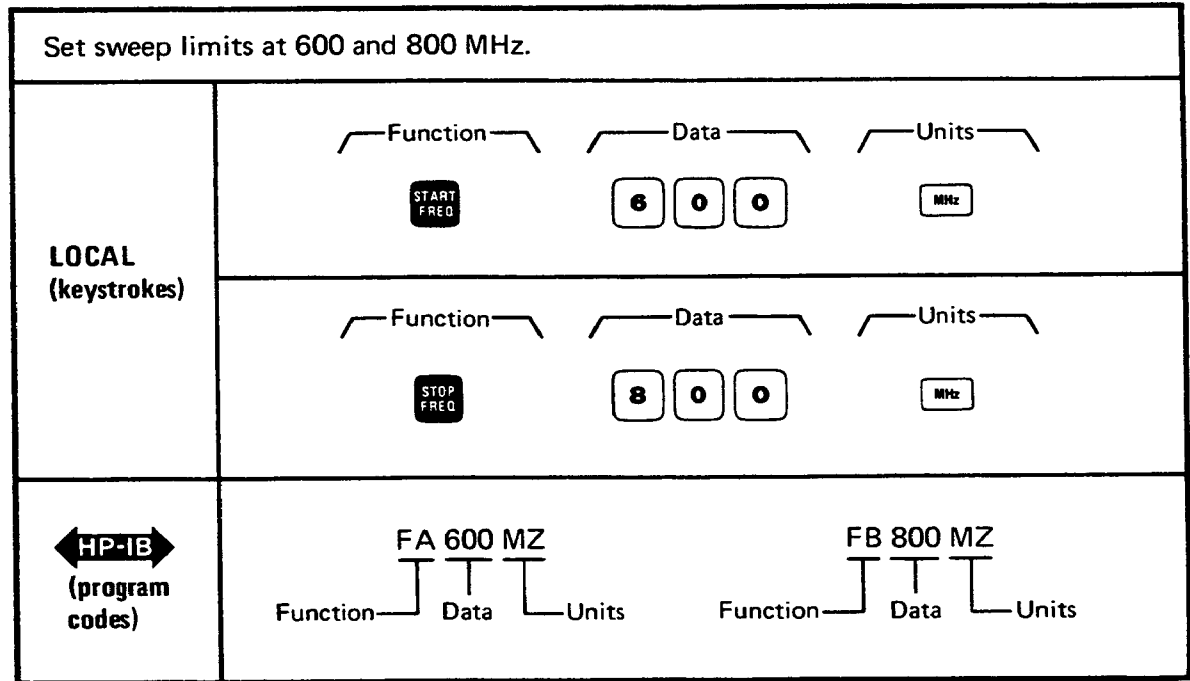 Set sweep limits at 600 and 800 MHz.
LOCAL
(keystrokes)
Function Data Units
START
FREQ
6 0 0 MHz
Function Data Units
STOP
FREQ
8 0 0 MHz
HP-IB
(program
codes)
FA 600 MZ
Function Data Units
FB 800 MZ
Function Data Units